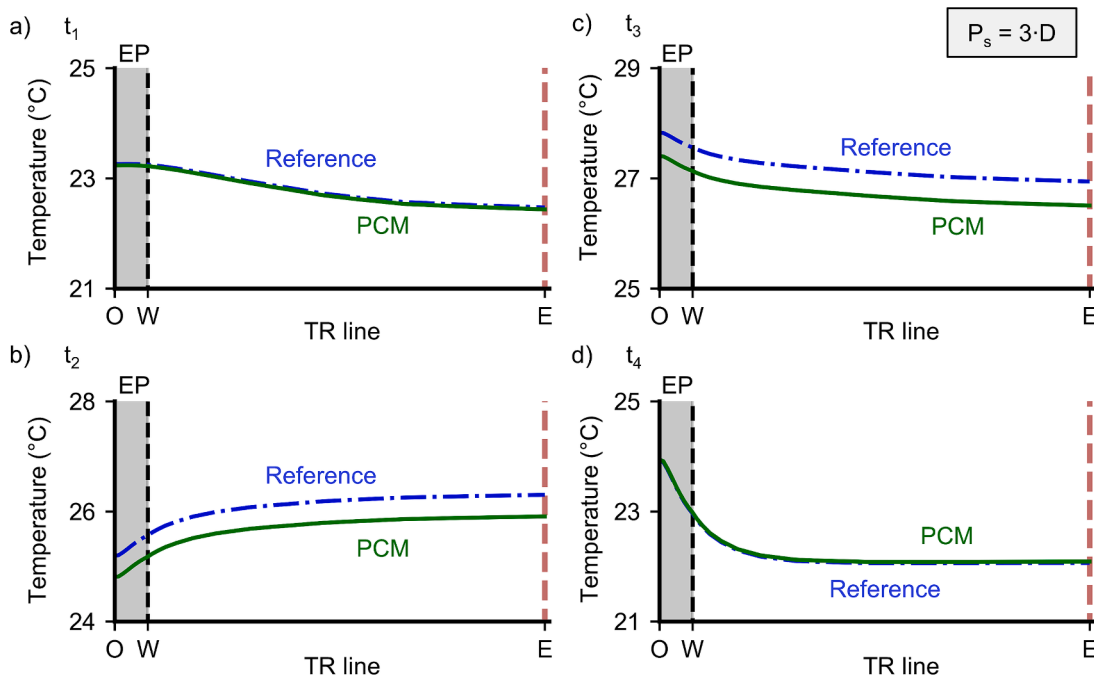 a) t1
EP
25
23
21
Temperature (°C)
Reference
PCM
O W E
TR line
c) t3
Ps = 3·D
EP
29
27
25
Temperature (°C)
Reference
PCM
O W E
TR line
b) t2
EP
28
26
24
Temperature (°C)
Reference
PCM
O W E
TR line
d) t4
EP
25
23
21
Temperature (°C)
PCM
Reference
O W E
TR line